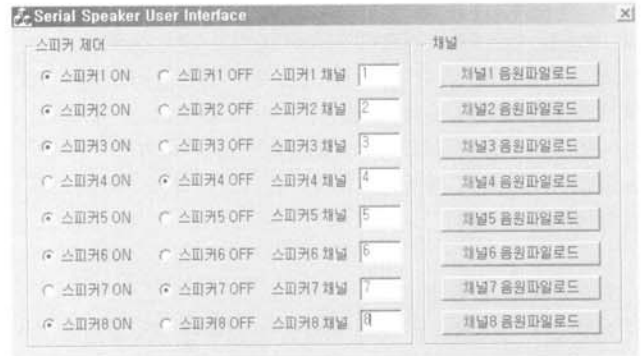 Serial Speaker User Interface
스피커 제어 채널
스피커1 ON 스피커1 OFF 스피커1 채널 1 채널1 음원파일로드
스피커2 ON 스피커2 OFF 스피커2 채널 2 채널2 음원파일로드
스피커3 ON 스피커3 OFF 스피커3 채널 3 채널3 음원파일로드
스피커4 ON 스피커4 OFF 스피커4 채널 4 채널4 음원파일로드
스피커5 ON 스피커5 OFF 스피커5 채널 5 채널5 음원파일로드
스피커6 ON 스피커6 OFF 스피커6 채널 6 채널6 음원파일로드
스피커7 ON 스피커7 OFF 스피커7 채널 7 채널7 음원파일로드
스피커8 ON 스피커8 OFF 스피커8 채널 8 채널8 음원파일로드